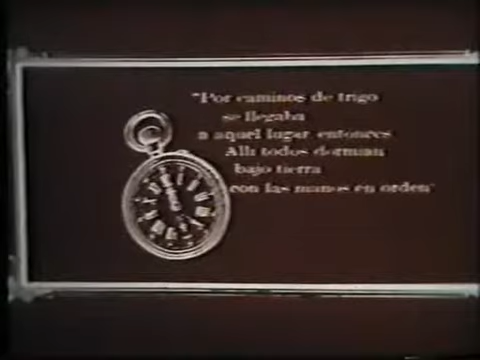 "Por caminos de trigo
se llegaba
a aquel lugar entonces
Allí todos dormían
bajo tierra
con las manos en orden"